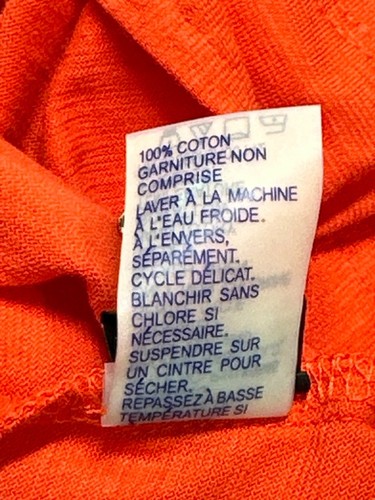 100% COTON
GARNITURE NON
COMPRISE
LAVER À LA MACHINE
À L'EAU FROIDE.
À L'ENVERS,
SÉPARÉMENT.
CYCLE DÉLICAT.
BLANCHIR SANS
CHLORE SI
NÉCESSAIRE.
SUSPENDRE SUR
UN CINTRE POUR
SÉCHER.
REPASSEZ À BASSE
TEMPÉRATURE SI